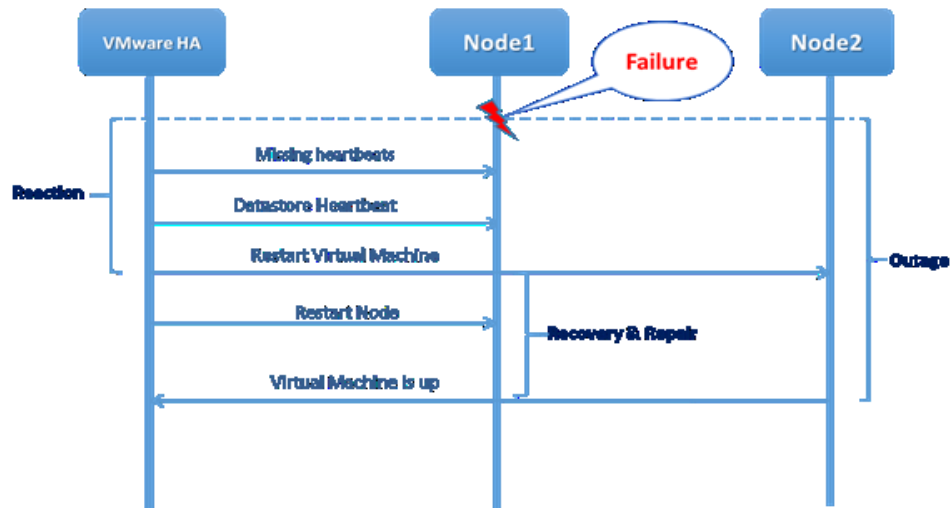 VMware HA
Node1
Node2
Failure
Missing heartbeats
Reaction
Datastore Heartbeat
Restart Virtual Machine
Outage
Restart Node
Recovery & Repair
Virtual Machine is up